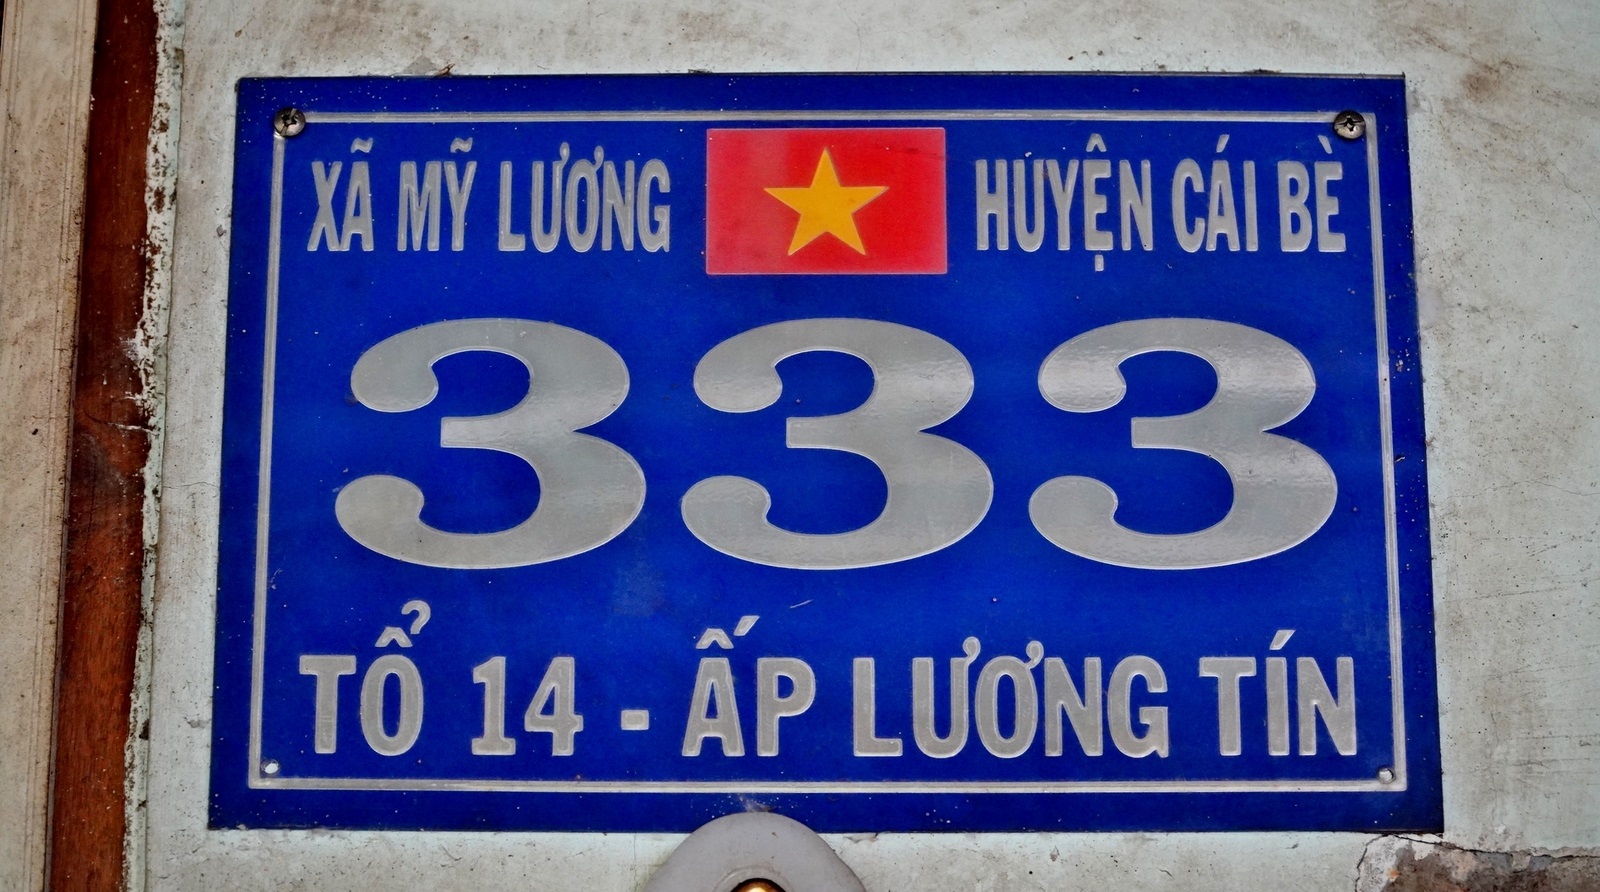 XÃ MỸ LƯƠNG HUYỆN CÁI BÈ
333
TỔ 14 - ẤP LƯƠNG TÍN